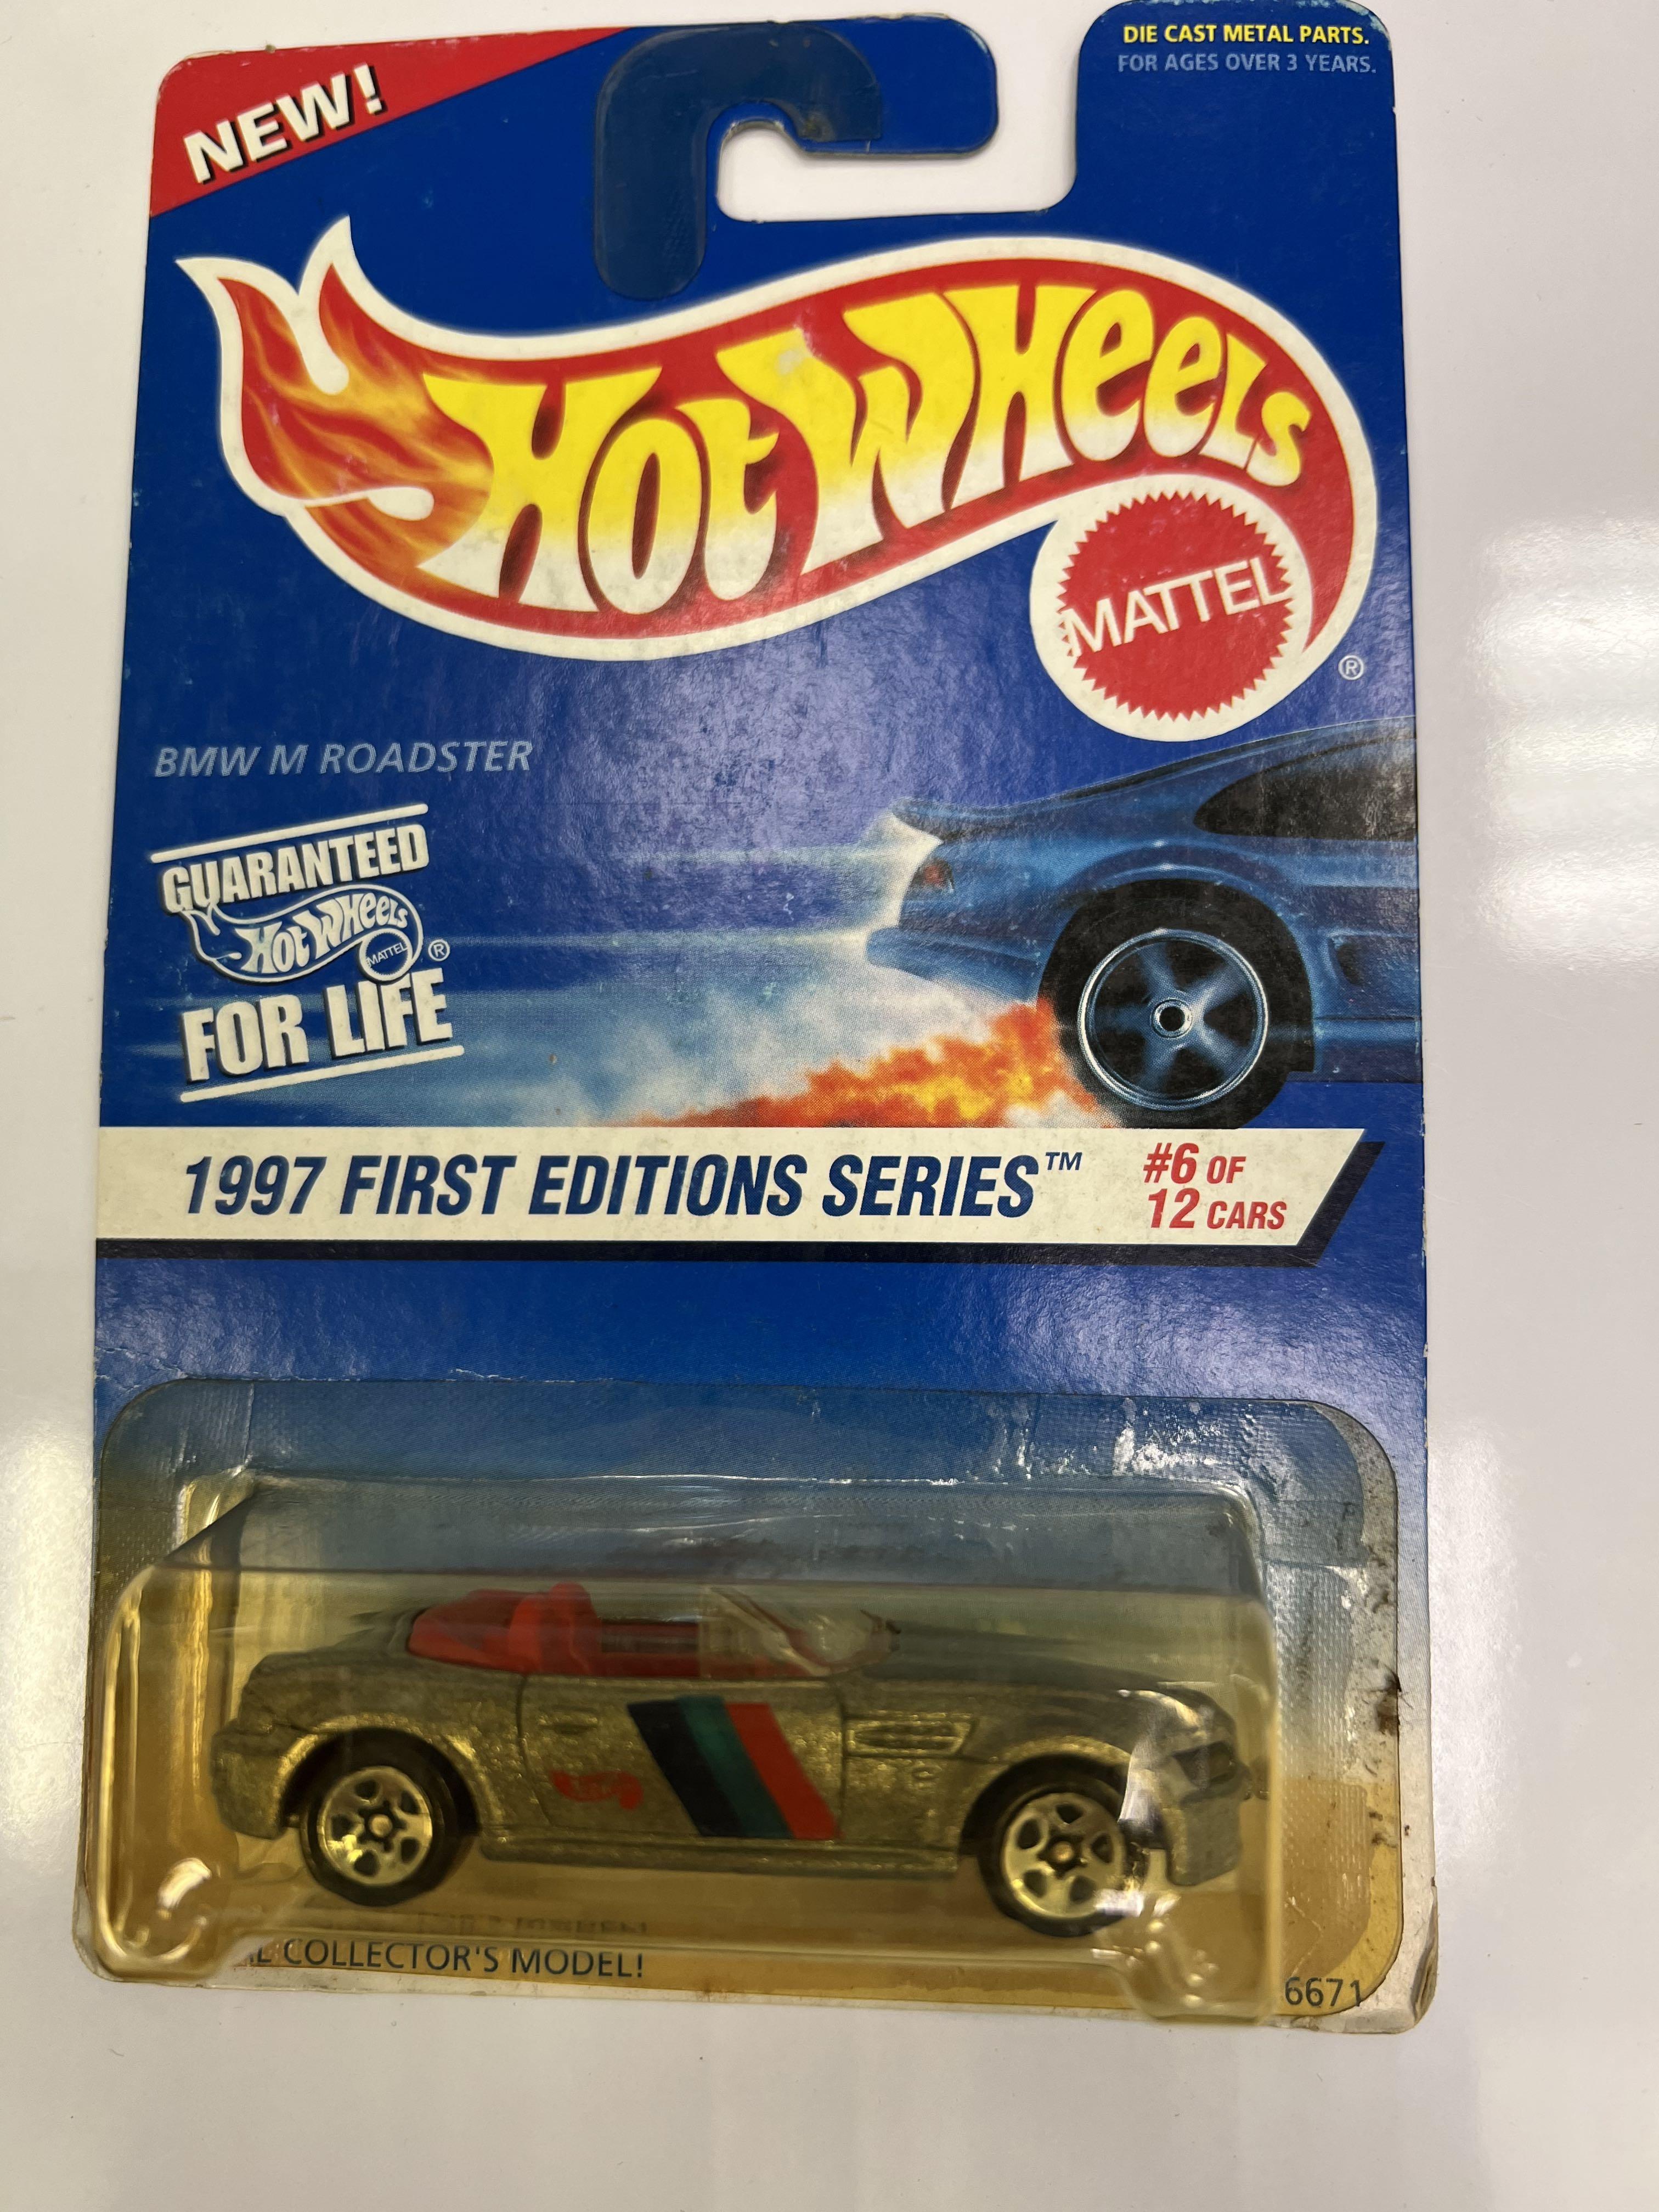 NEW!
DIE CAST METAL PARTS.
FOR AGES OVER 3 YEARS.
HOT WHEELS
MATTEL
®
BMW M ROADSTER
GUARANTEED
HOT WHEELS
MATTEL ®
FOR LIFE
1997 FIRST EDITIONS SERIES™
#6 OF
12 CARS
COLLECTOR'S MODEL!
6671